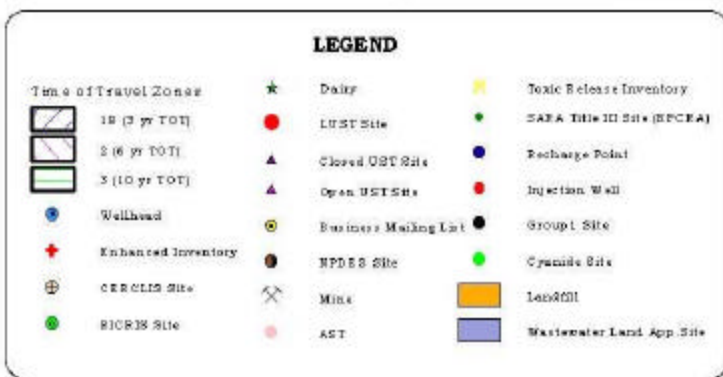 LEGEND
Time of Travel Zones
1B (3 yr TOT)
2 (6 yr TOT)
3 (10 yr TOT)
Wellhead
Enhanced Inventory
CERCLIS Site
RICRIS Site
Dairy
LUST Site
Closed UST Site
Open UST Site
Business Mailing List
NPDES Site
Mine
AST
Toxic Release Inventory
SARA Title III Site (EPCRA)
Recharge Point
Injection Well
Group1 Site
Cyanide Site
Landfill
Wastewater Land App. Site